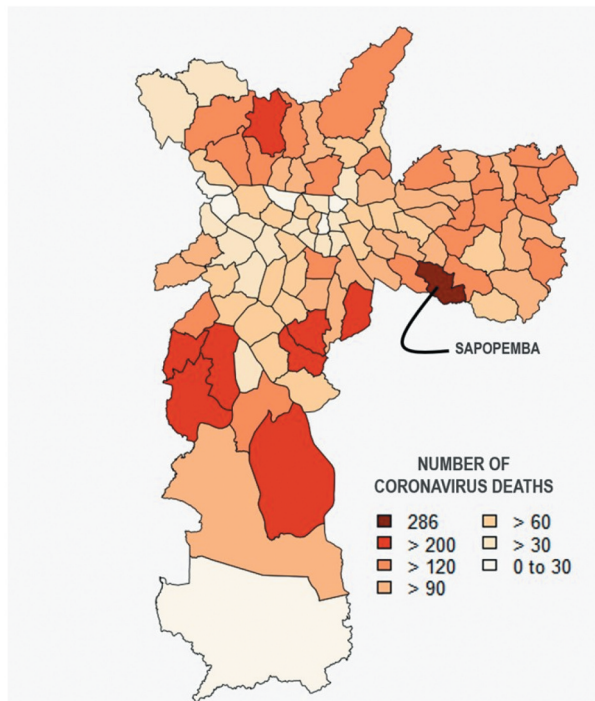 SAPOPEMBA
NUMBER OF
CORONAVIRUS DEATHS
286
> 200
> 120
> 90
> 60
> 30
0 to 30